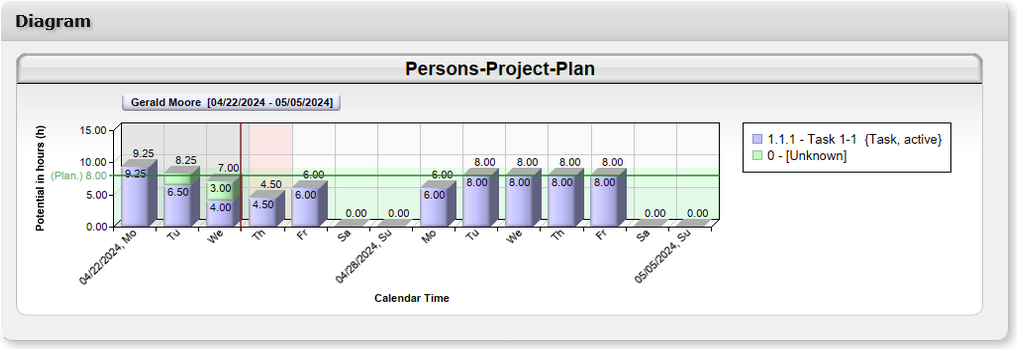 Diagram
Persons-Project-Plan
Gerald Moore [04/22/2024 - 05/05/2024]
Potential in hours (h)
15.00
10.00
(Plan.) 8.00
5.00
0.00
9.25
9.25
8.25
6.50
7.00
3.00
4.00
4.50
4.50
6.00
6.00
0.00
0.00
6.00
6.00
8.00
8.00
8.00
8.00
8.00
8.00
8.00
8.00
0.00
0.00
04/22/2024, Mo
Tu
We
Th
Fr
Sa
04/28/2024, Su
Mo
Tu
We
Th
Fr
Sa
05/05/2024, Su
Calendar Time
1.1.1 - Task 1-1 {Task, active}
0 - [Unknown]